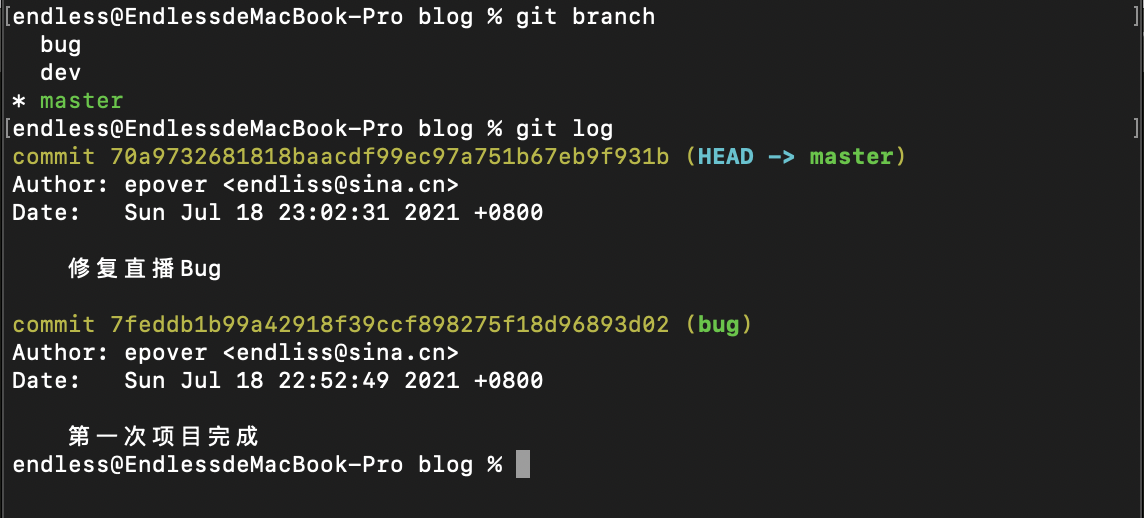 [endless@EndlessdeMacBook-Pro blog % git branch ]
  bug
  dev
* master
[endless@EndlessdeMacBook-Pro blog % git log ]
commit 70a9732681818baacdf99ec97a751b67eb9f931b (HEAD -> master)
Author: epover <endliss@sina.cn>
Date:   Sun Jul 18 23:02:31 2021 +0800
    修复直播Bug
commit 7feddb1b99a42918f39ccf898275f18d96893d02 (bug)
Author: epover <endliss@sina.cn>
Date:   Sun Jul 18 22:52:49 2021 +0800
    第一次项目完成
endless@EndlessdeMacBook-Pro blog %